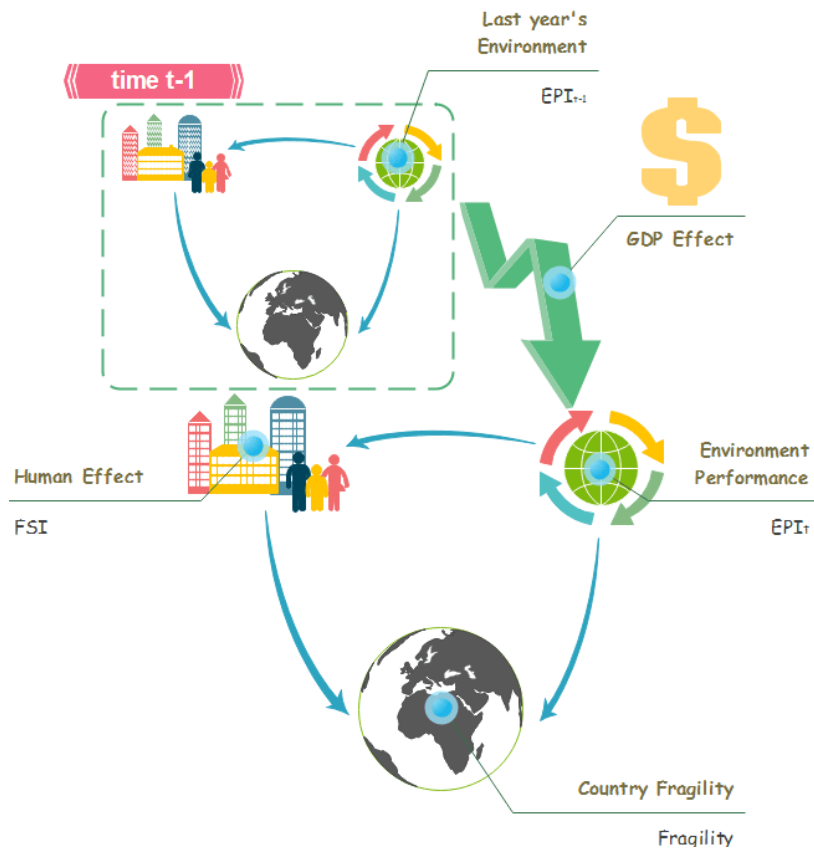 Last year's
Environment
time t-1
EPIt-1
GDP Effect
Environment
Performance
Human Effect
FSI
EPIt
Country Fragility
Fragility